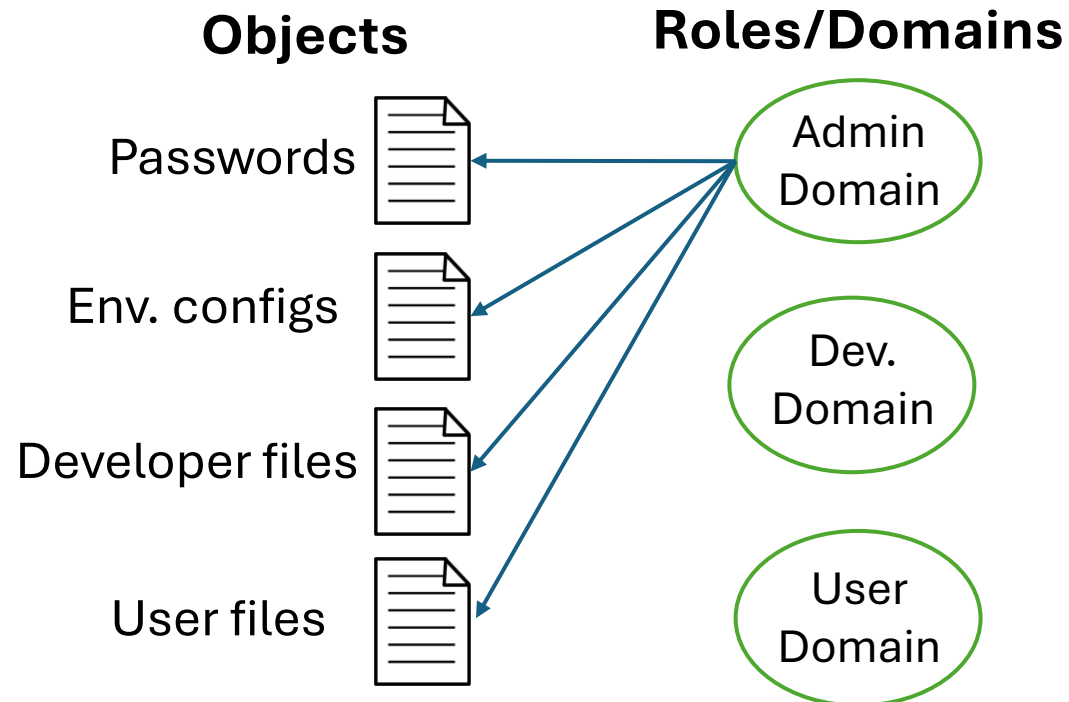 Objects
Roles/Domains
Passwords
Admin
Domain
Env. configs
Dev.
Domain
Developer files
User files
User
Domain